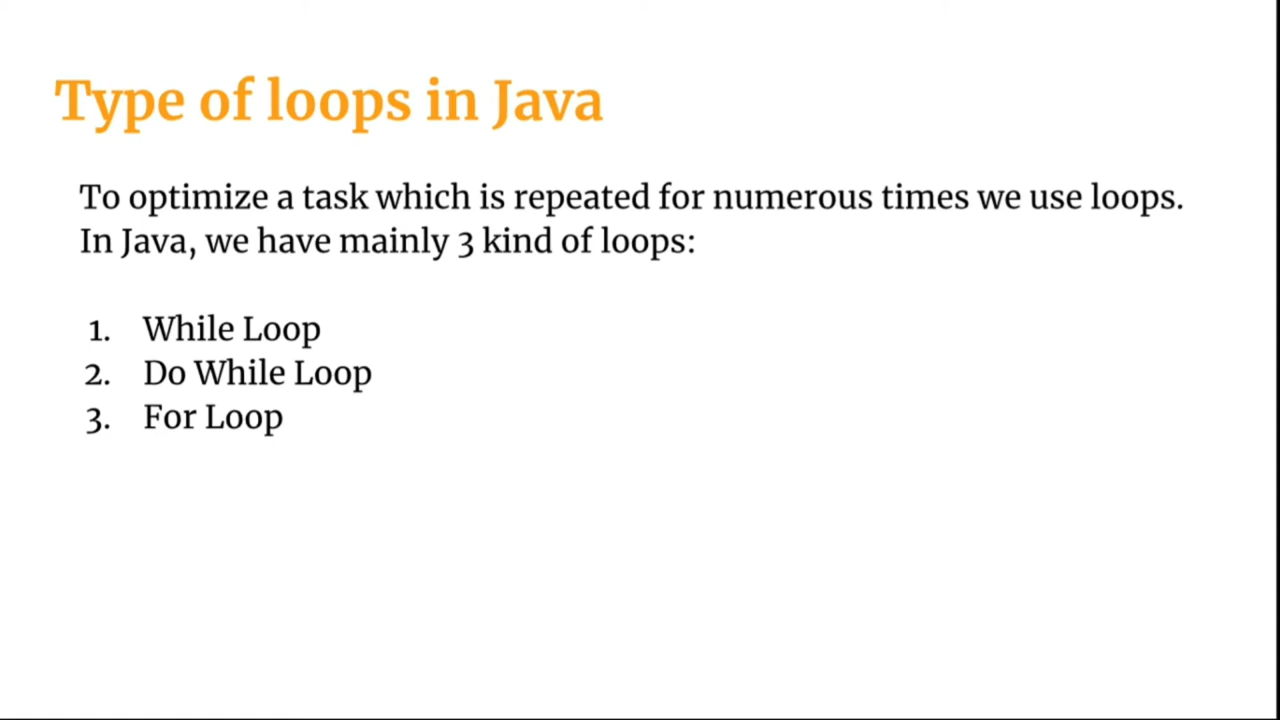 Type of loops in Java
To optimize a task which is repeated for numerous times we use loops.
In Java, we have mainly 3 kind of loops:
1. While Loop
2. Do While Loop
3. For Loop